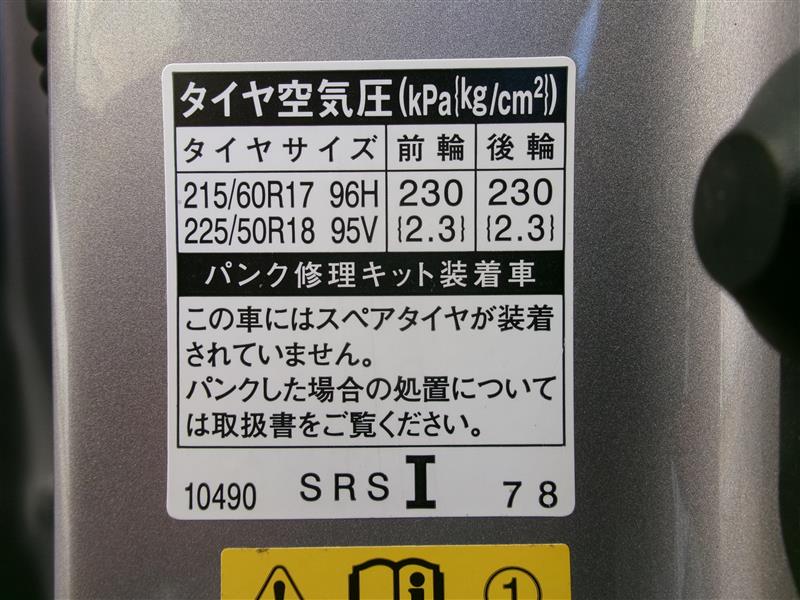 タイヤ空気圧(kPa{kg/cm²})
タイヤサイズ 前輪 後輪
215/60R17 96H 230 230
225/50R18 95V {2.3} {2.3}
パンク修理キット装着車
この車にはスペアタイヤが装着
されていません。
パンクした場合の処置について
は取扱書をご覧ください。
10490 SRS I 78
1